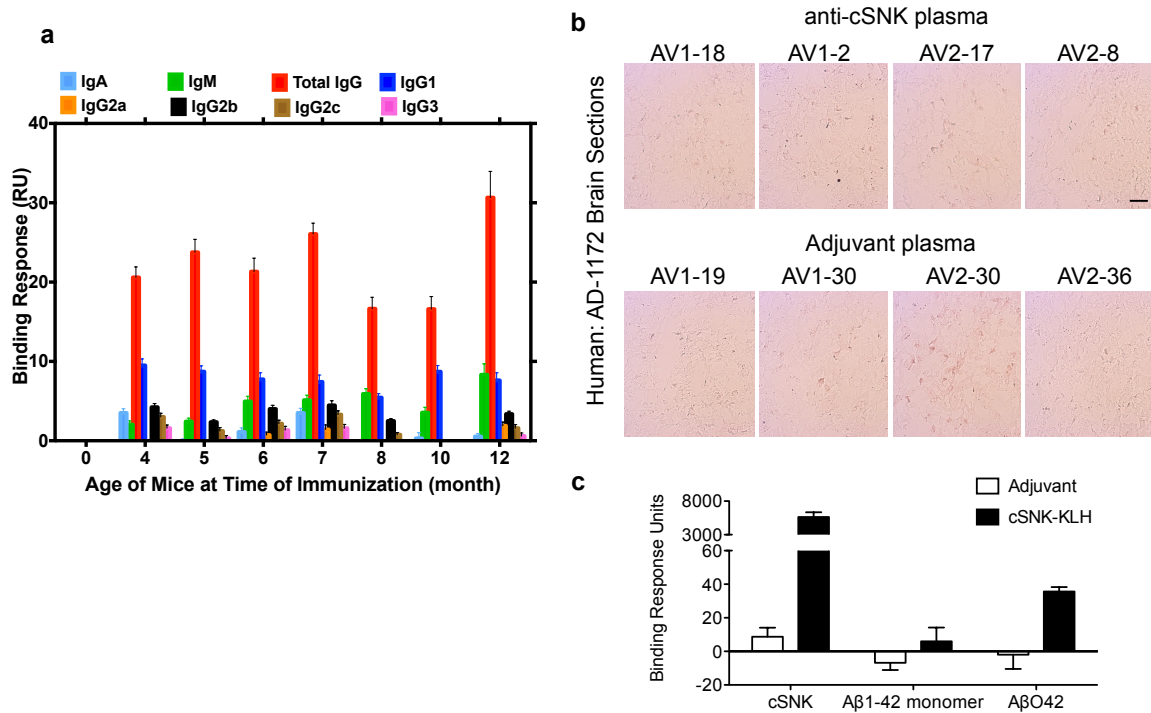 a
IgA IgM Total IgG IgG1
IgG2a IgG2b IgG2c IgG3
40
30
20
10
0
Binding Response (RU)
0 4 5 6 7 8 10 12
Age of Mice at Time of Immunization (month)
b
anti-cSNK plasma
AV1-18 AV1-2 AV2-17 AV2-8
Adjuvant plasma
AV1-19 AV1-30 AV2-30 AV2-36
Human: AD-1172 Brain Sections
c
Adjuvant
cSNK-KLH
8000
3000
60
40
20
0
-20
Binding Response Units
cSNK Aβ1-42 monomer AβO42